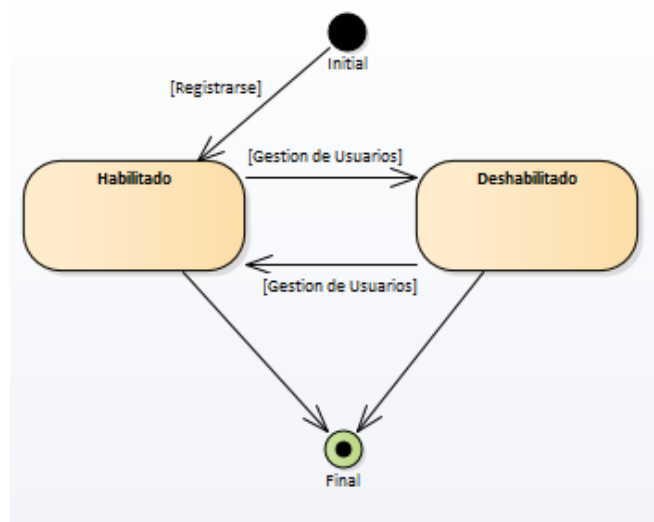 Initial
[Registrarse]
[Gestion de Usuarios]
Habilitado
Deshabilitado
[Gestion de Usuarios]
Final